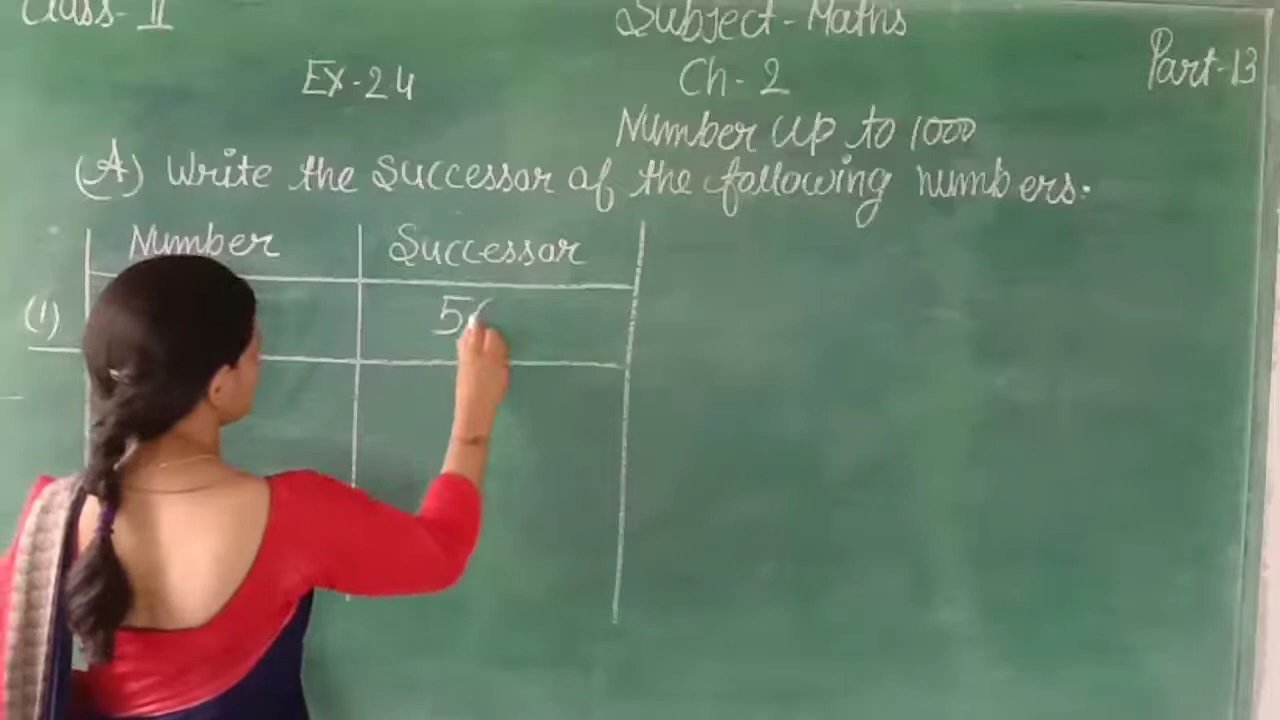 Class- II
Subject-Maths
Part-13
Ex-2.4
Ch-2
Number up to 1000
(A) Write the Successor of the following numbers.
Number
Successor
(1)
5